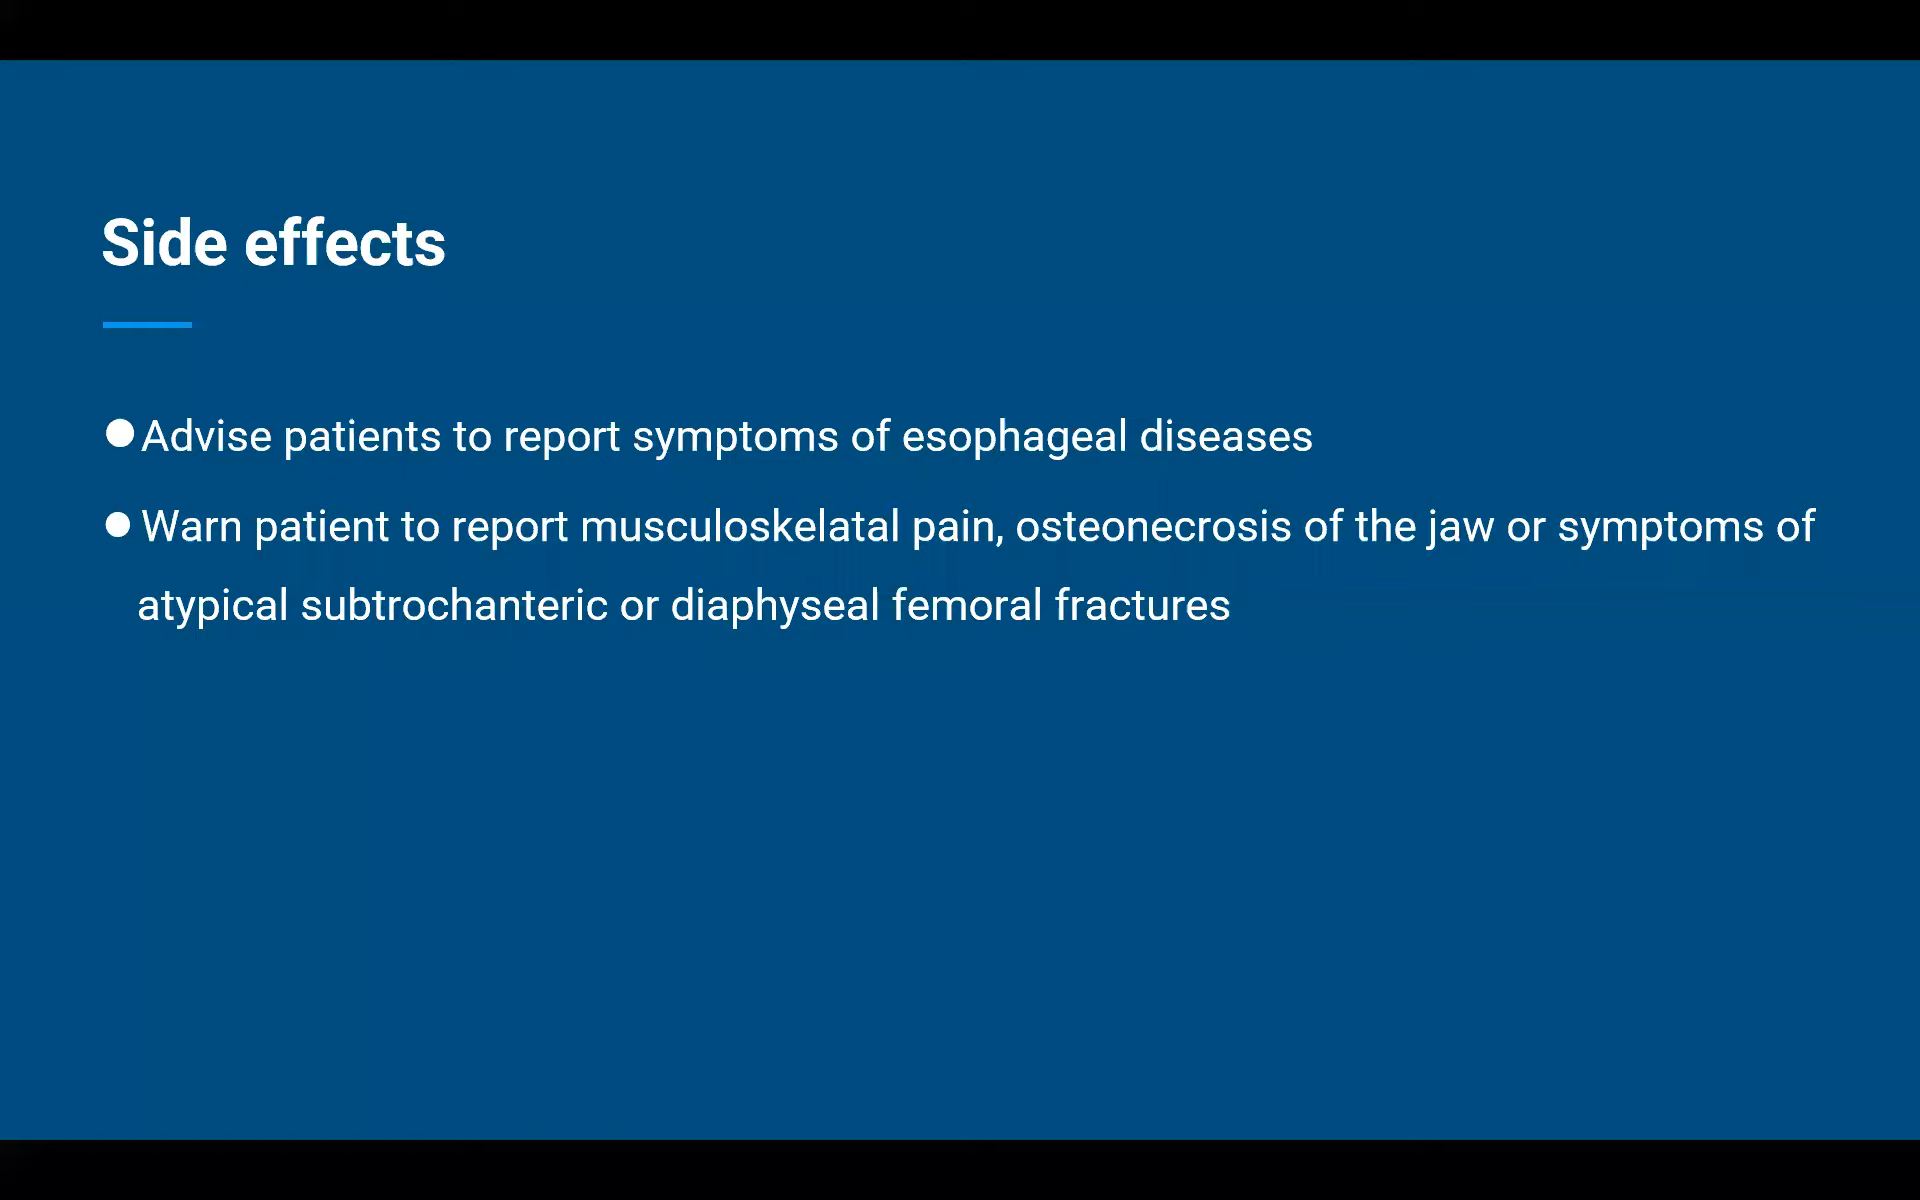 Side effects
●Advise patients to report symptoms of esophageal diseases
● Warn patient to report musculoskelatal pain, osteonecrosis of the jaw or symptoms of
atypical subtrochanteric or diaphyseal femoral fractures